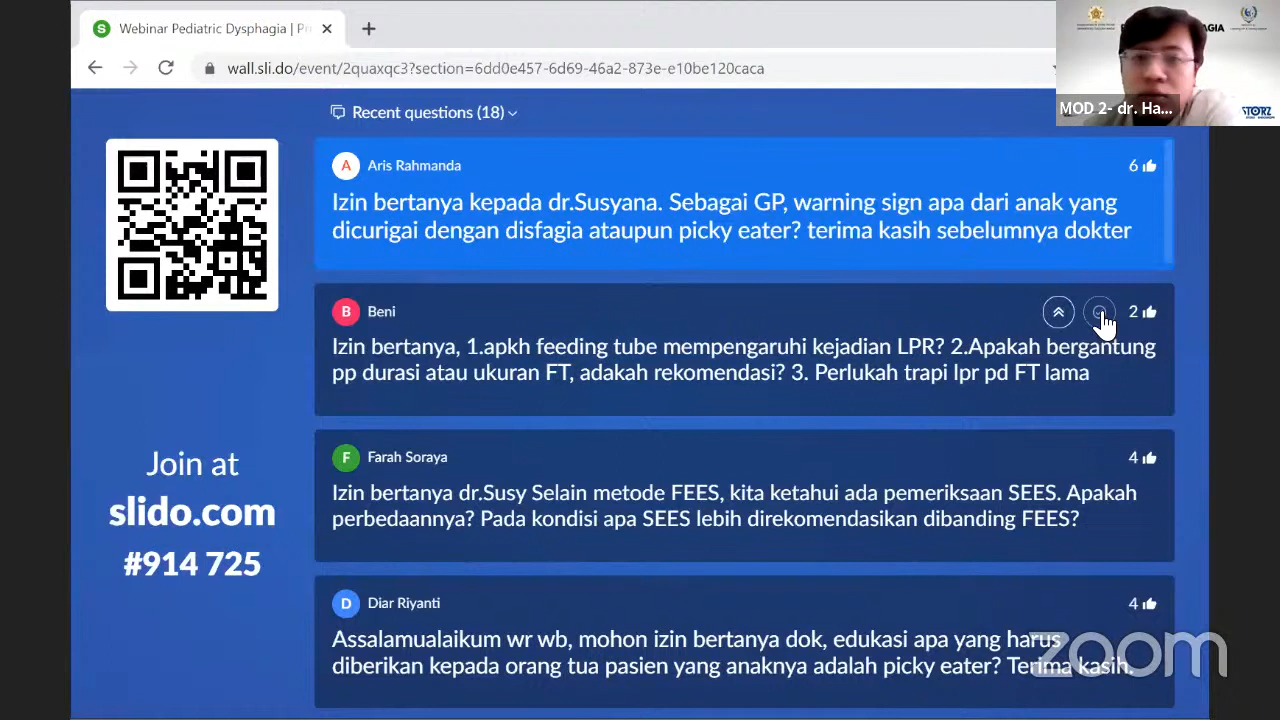 Webinar Pediatric Dysphagia | Pr
wall.sli.do/event/2quaxqc3?section=6dd0e457-6d69-46a2-873e-e10be120caca
AGIA
MOD 2- dr. Ha...
STORZ
Recent questions (18)
A Aris Rahmanda 6
Izin bertanya kepada dr.Susyana. Sebagai GP, warning sign apa dari anak yang
dicurigai dengan disfagia ataupun picky eater? terima kasih sebelumnya dokter
B Beni 2
Izin bertanya, 1.apkh feeding tube mempengaruhi kejadian LPR? 2.Apakah bergantung
pp durasi atau ukuran FT, adakah rekomendasi? 3. Perlukah trapi lpr pd FT lama
F Farah Soraya 4
Izin bertanya dr.Susy Selain metode FEES, kita ketahui ada pemeriksaan SEES. Apakah
perbedaannya? Pada kondisi apa SEES lebih direkomendasikan dibanding FEES?
D Diar Riyanti 4
Assalamualaikum wr wb, mohon izin bertanya dok, edukasi apa yang harus
diberikan kepada orang tua pasien yang anaknya adalah picky eater? Terima kasih.
Join at
slido.com
#914 725
zoom